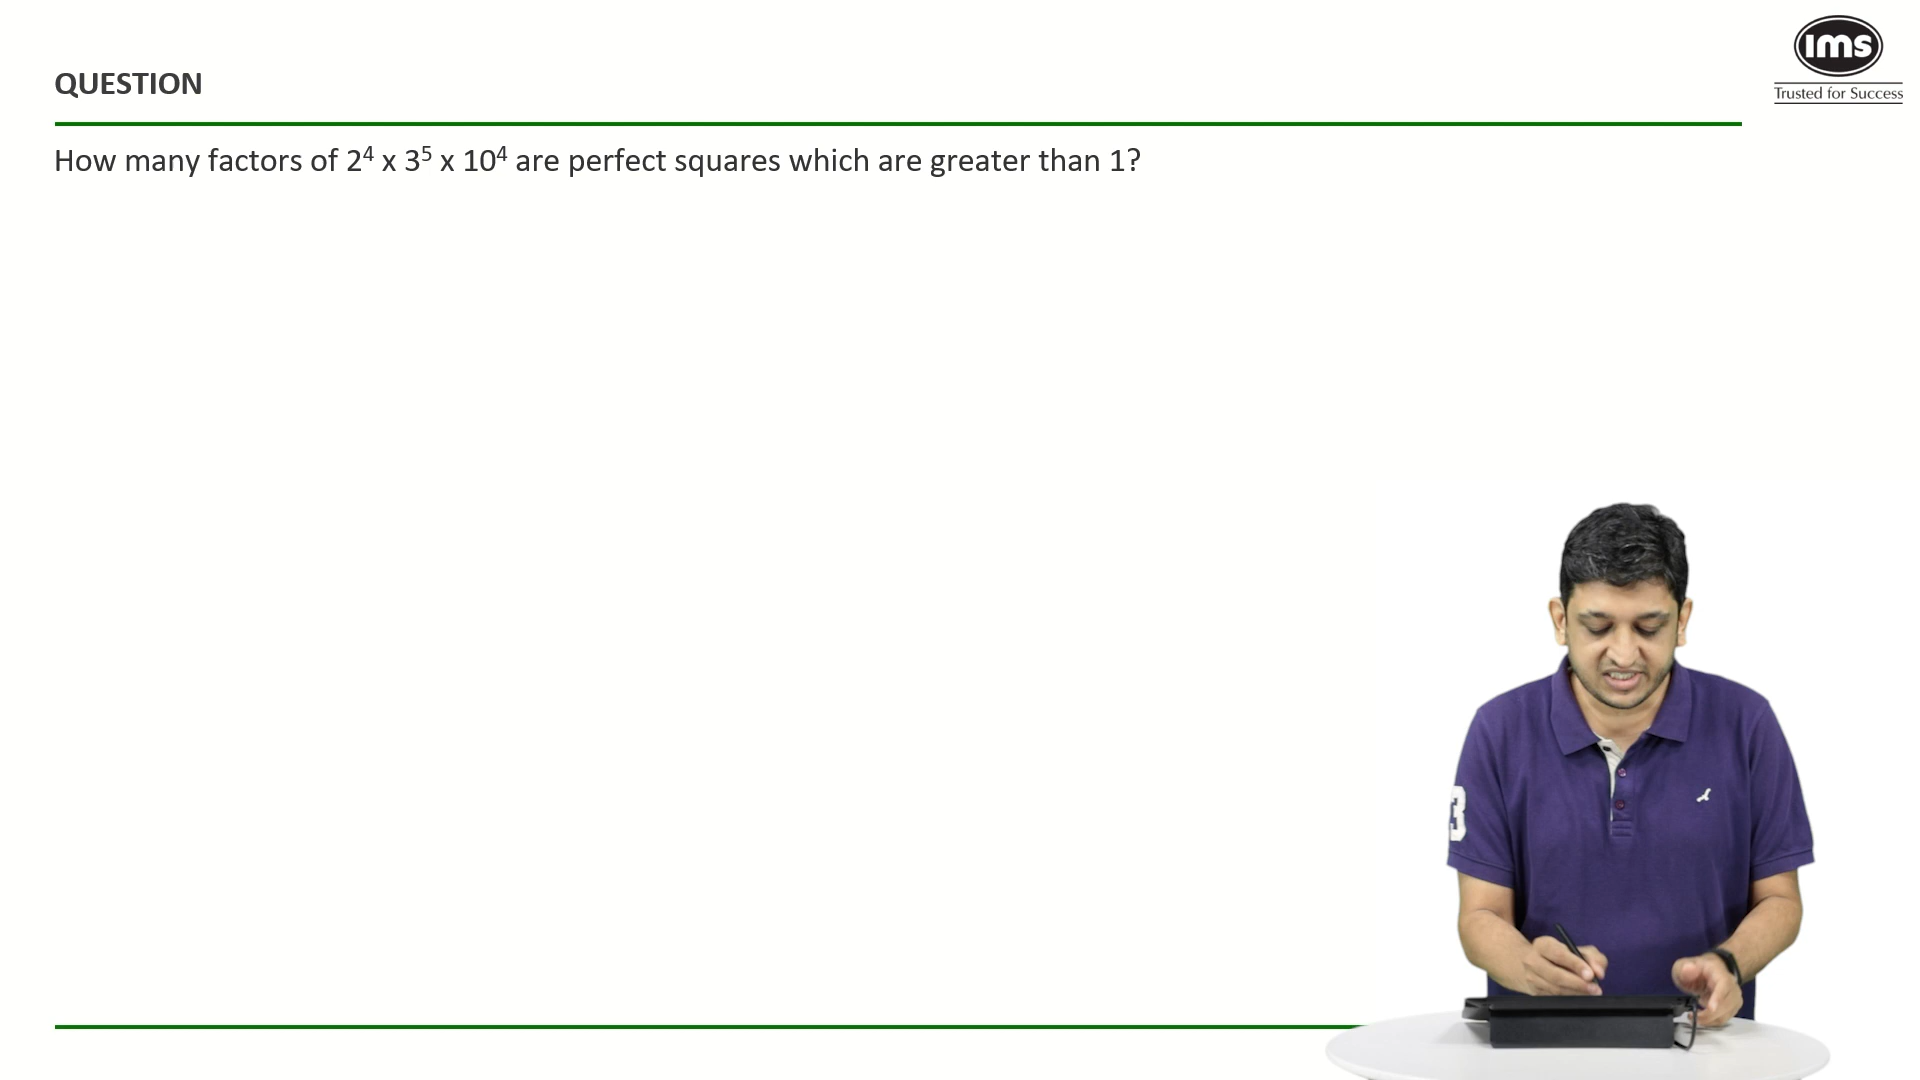 ims
Trusted for Success
QUESTION
How many factors of 2⁴ x 3⁵ x 10⁴ are perfect squares which are greater than 1?
3